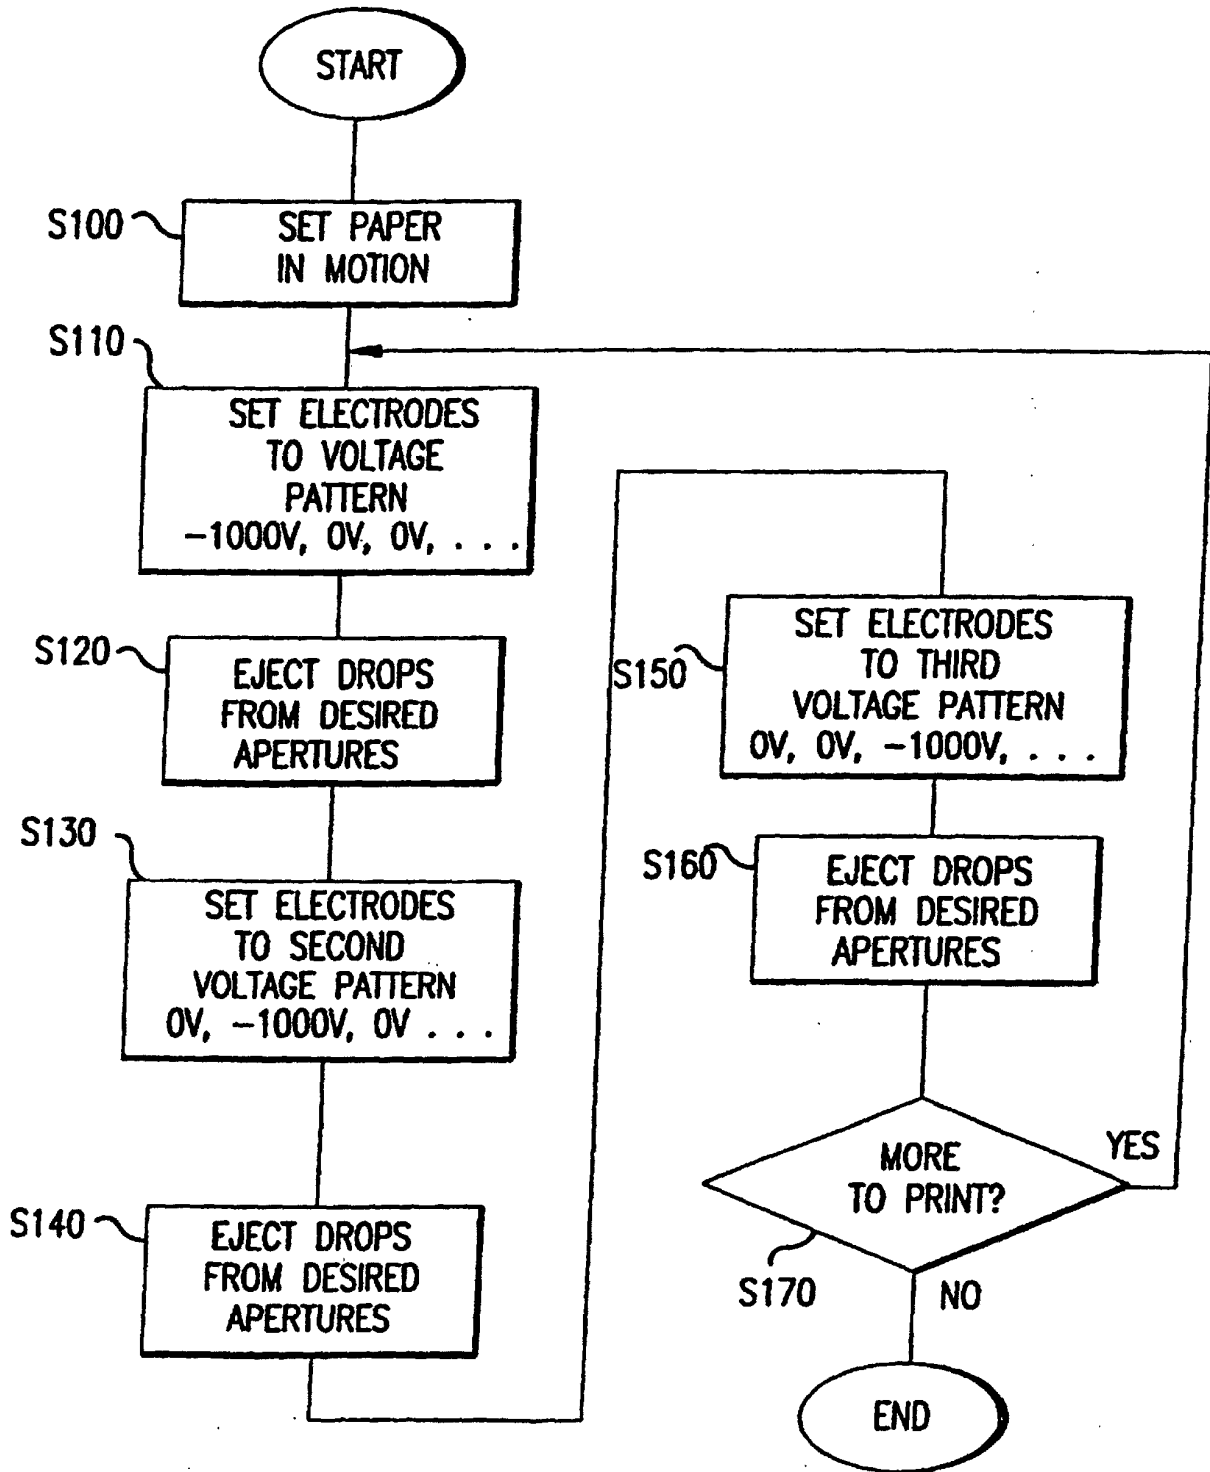 START
S100
SET PAPER
IN MOTION
S110
SET ELECTRODES
TO VOLTAGE
PATTERN
-1000V, 0V, 0V, . . .
S120
EJECT DROPS
FROM DESIRED
APERTURES
S130
SET ELECTRODES
TO SECOND
VOLTAGE PATTERN
0V, -1000V, 0V . . .
S140
EJECT DROPS
FROM DESIRED
APERTURES
S150
SET ELECTRODES
TO THIRD
VOLTAGE PATTERN
0V, 0V, -1000V, . . .
S160
EJECT DROPS
FROM DESIRED
APERTURES
MORE
TO PRINT?
YES
S170
NO
END